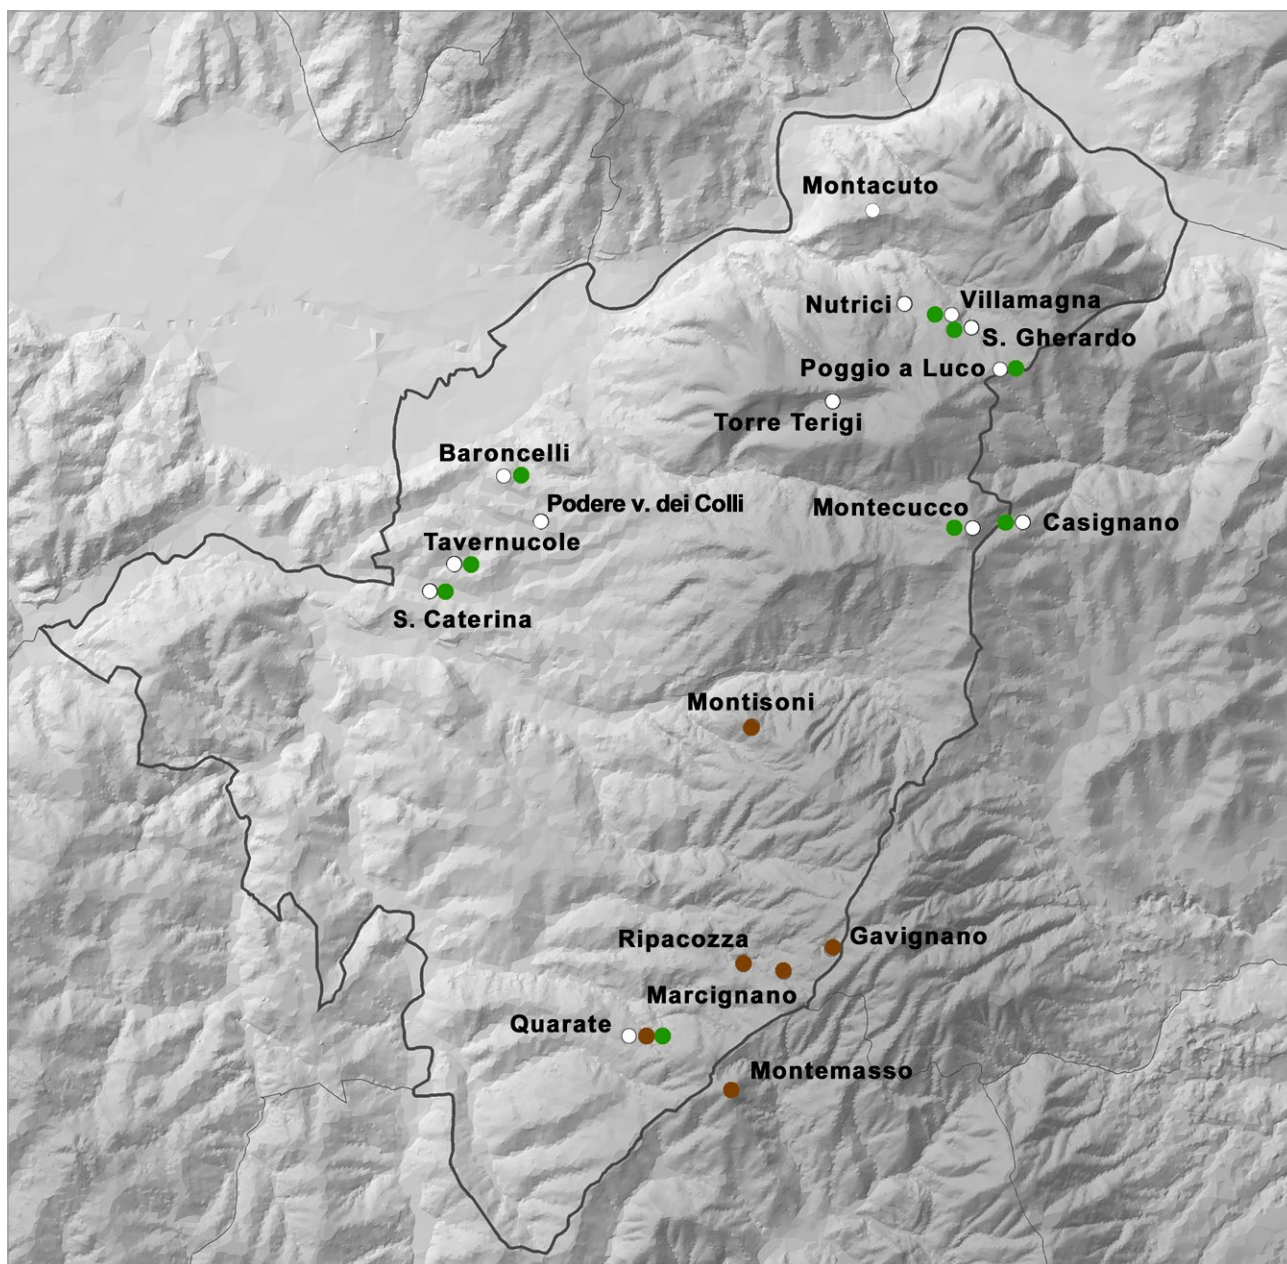 Montacuto
Nutrici
Villamagna
S. Gherardo
Poggio a Luco
Torre Terigi
Baroncelli
Podere v. dei Colli
Montecucco
Casignano
Tavernucole
S. Caterina
Montisoni
Ripacozza
Gavignano
Marcignano
Quarate
Montemasso